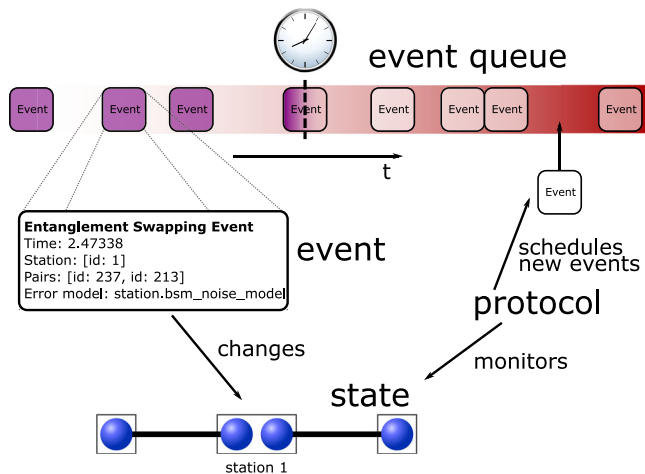 event queue
Event
Event
Event
Event
Event
Event
Event
Event
t
Event
Entanglement Swapping Event
Time: 2.47338
Station: [id: 1]
Pairs: [id: 237, id: 213]
Error model: station.bsm_noise_model
event
schedules
new events
protocol
changes
monitors
state
station 1